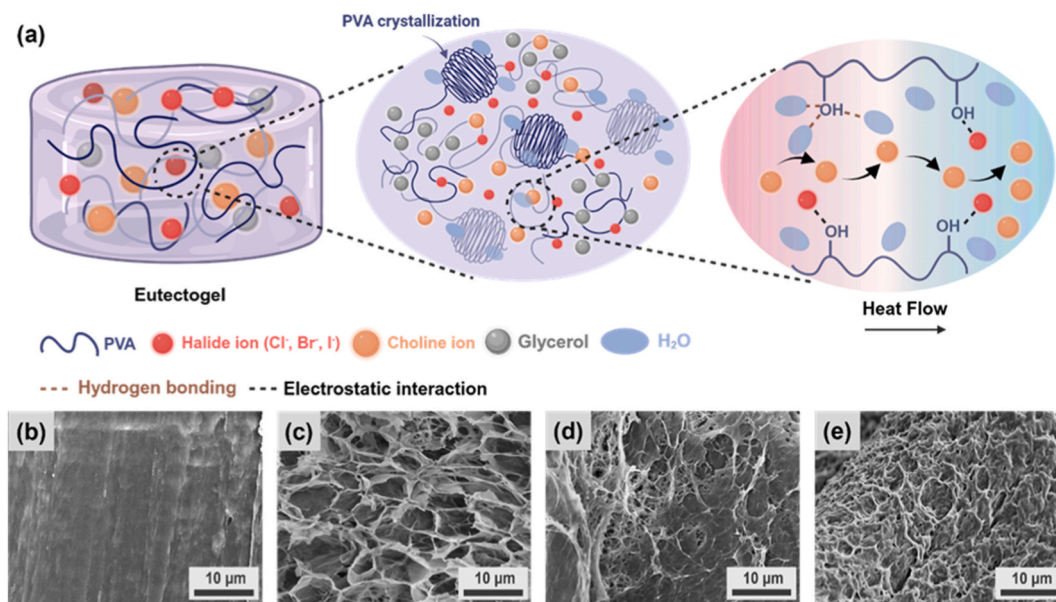 (a)
PVA crystallization
OH
OH
OH
OH
Eutectogel
Heat Flow
PVA
Halide ion (Cl⁻, Br⁻, I⁻)
Choline ion
Glycerol
H₂O
Hydrogen bonding
Electrostatic interaction
(b)
(c)
(d)
(e)
10 μm
10 μm
10 μm
10 μm